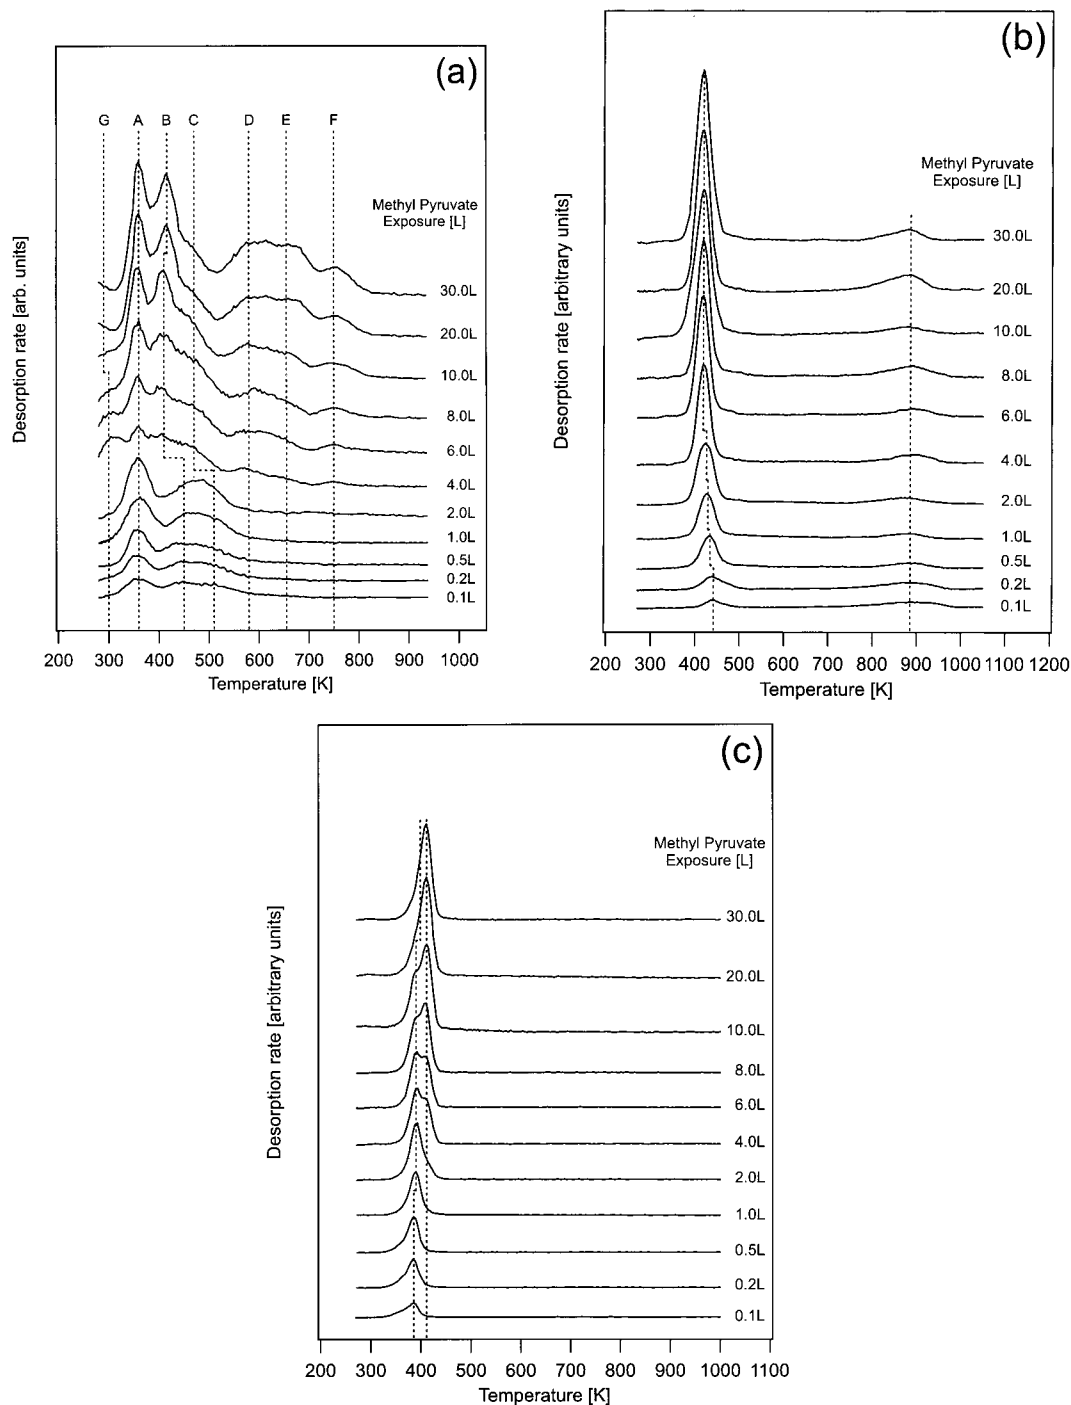 (a)
G A B C D E F
Methyl Pyruvate
Exposure [L]
30.0L
20.0L
10.0L
8.0L
6.0L
4.0L
2.0L
1.0L
0.5L
0.2L
0.1L
Desorption rate [arb. units]
200 300 400 500 600 700 800 900 1000
Temperature [K]
(b)
Methyl Pyruvate
Exposure [L]
30.0L
20.0L
10.0L
8.0L
6.0L
4.0L
2.0L
1.0L
0.5L
0.2L
0.1L
Desorption rate [arbitrary units]
200 300 400 500 600 700 800 900 1000 1100 1200
Temperature [K]
(c)
Methyl Pyruvate
Exposure [L]
30.0L
20.0L
10.0L
8.0L
6.0L
4.0L
2.0L
1.0L
0.5L
0.2L
0.1L
Desorption rate [arbitrary units]
200 300 400 500 600 700 800 900 1000 1100
Temperature [K]